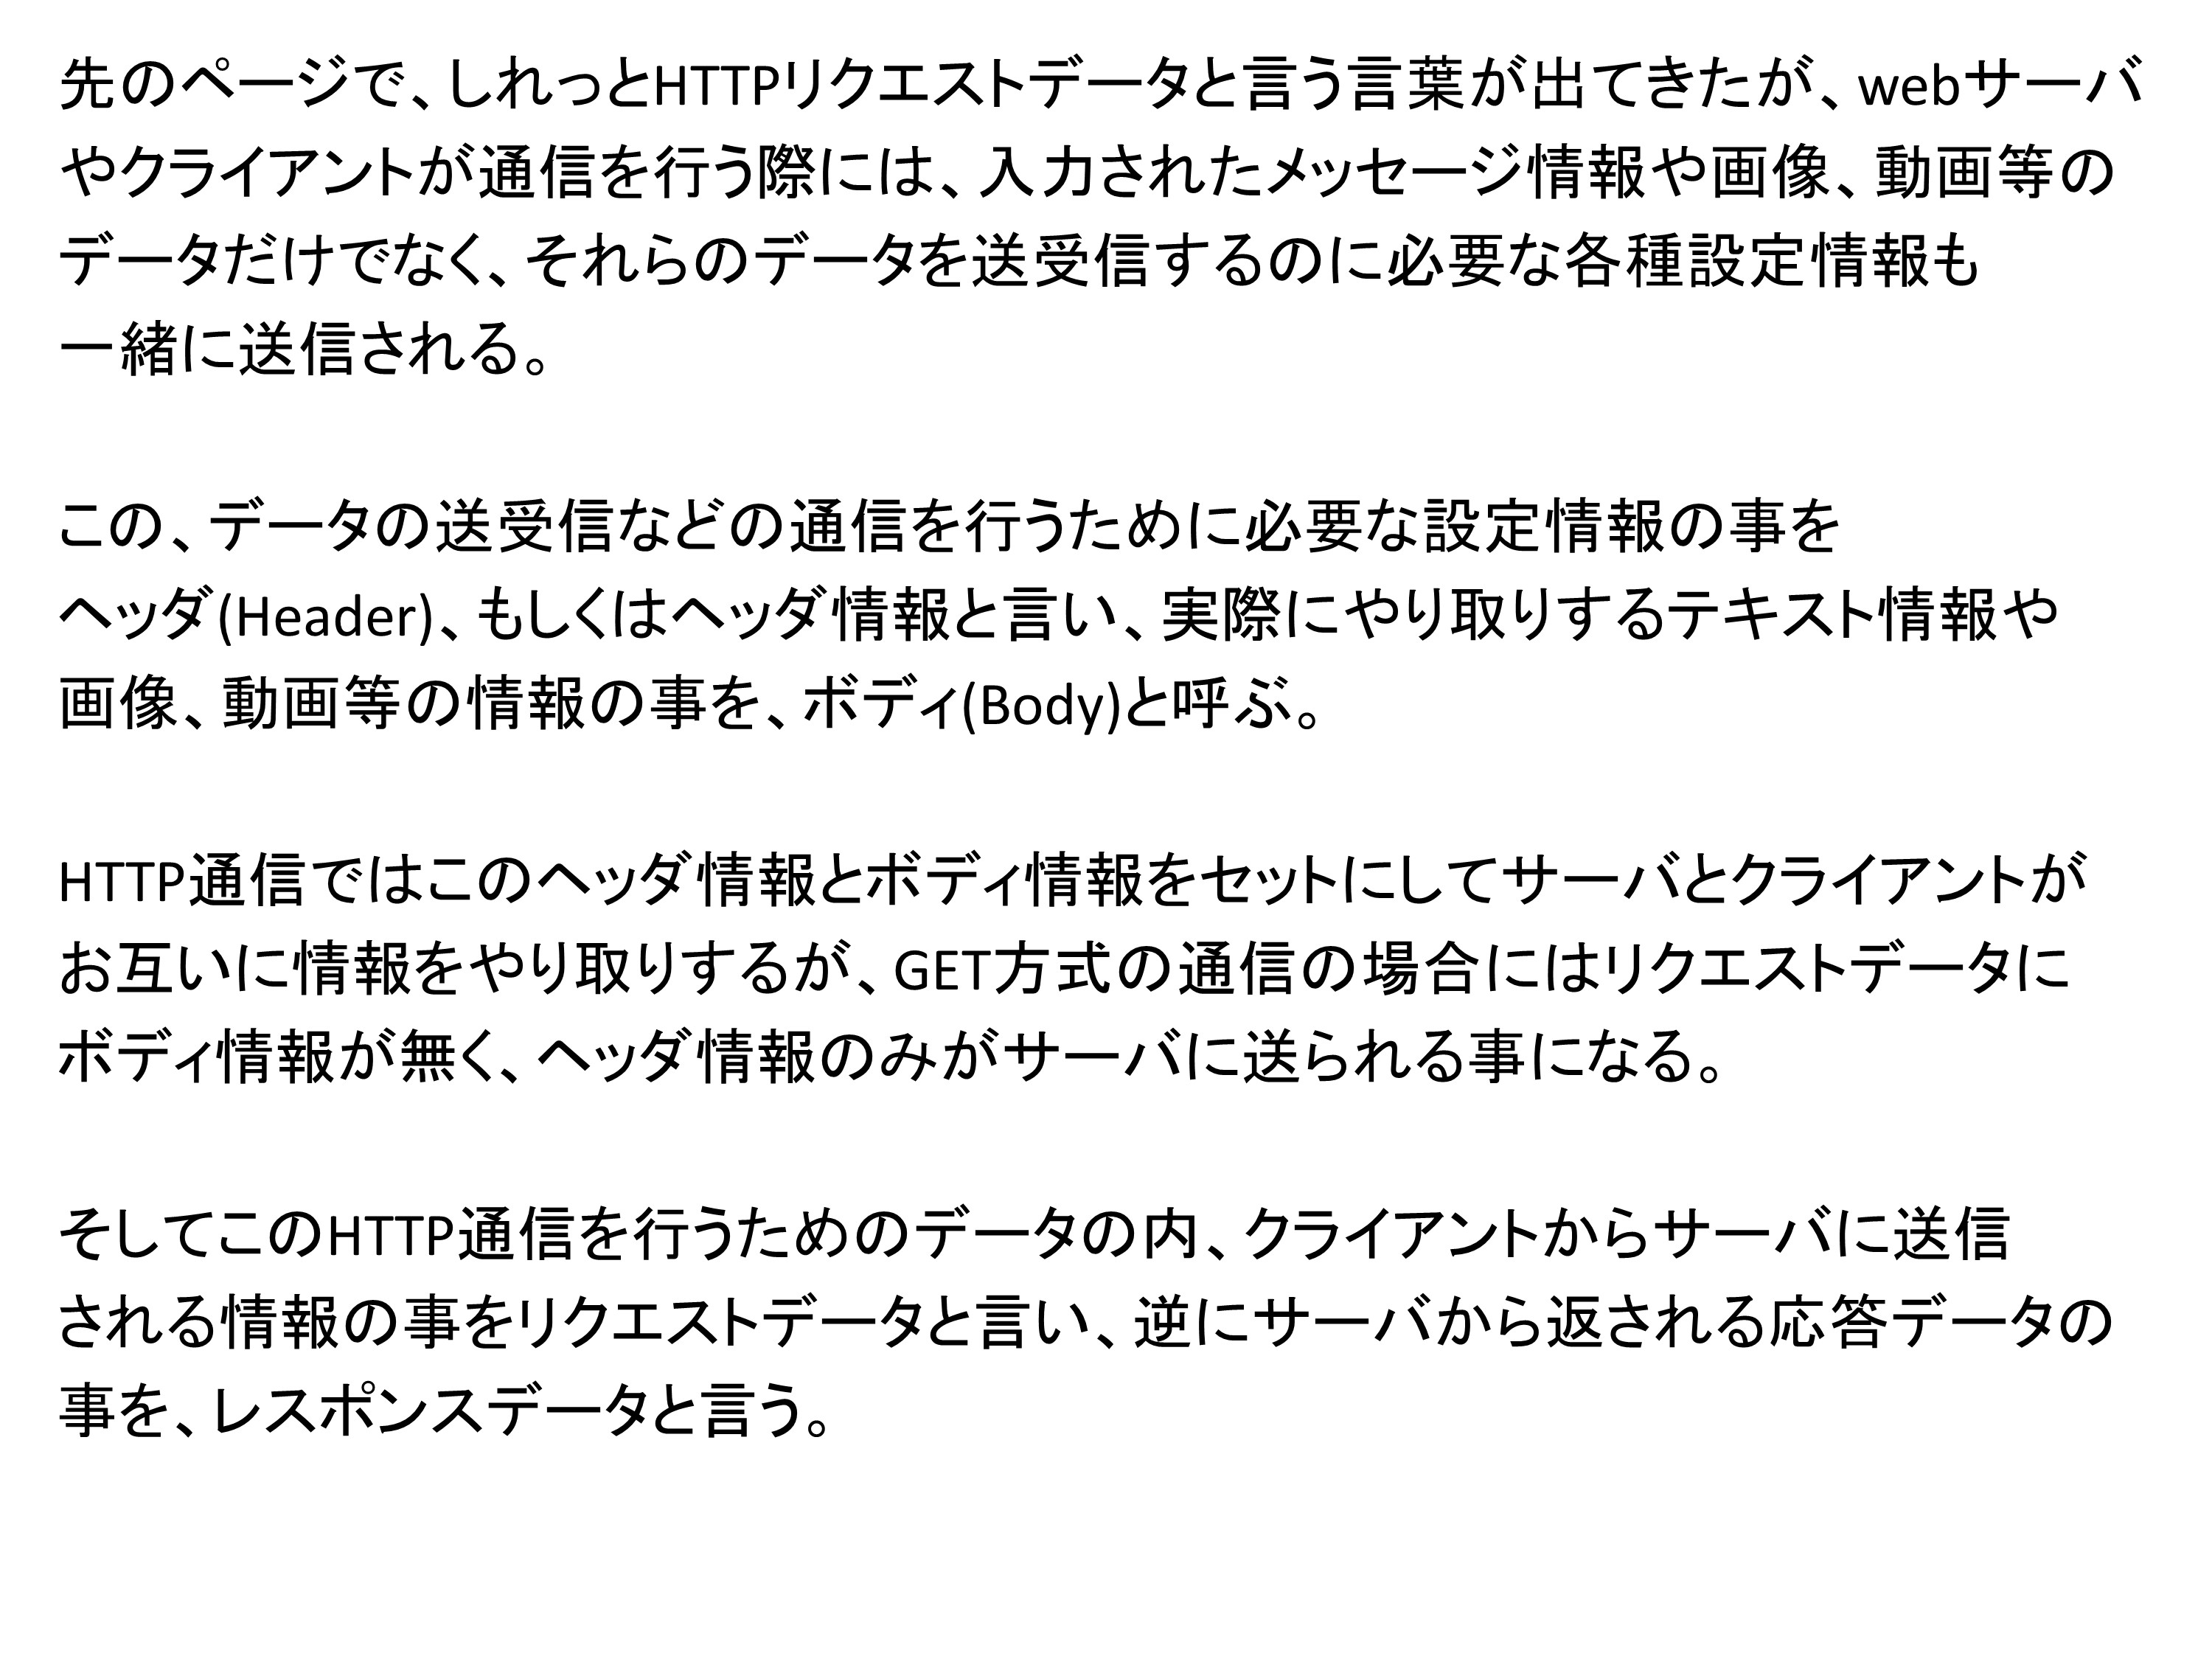 先のページで、しれっとHTTPリクエストデータと言う言葉が出てきたが、webサーバ
やクライアントが通信を行う際には、入力されたメッセージ情報や画像、動画等の
データだけでなく、それらのデータを送受信するのに必要な各種設定情報も
一緒に送信される。
この、データの送受信などの通信を行うために必要な設定情報の事を
ヘッダ(Header)、もしくはヘッダ情報と言い、実際にやり取りするテキスト情報や
画像、動画等の情報の事を、ボディ(Body)と呼ぶ。
HTTP通信ではこのヘッダ情報とボディ情報をセットにしてサーバとクライアントが
お互いに情報をやり取りするが、GET方式の通信の場合にはリクエストデータに
ボディ情報が無く、ヘッダ情報のみがサーバに送られる事になる。
そしてこのHTTP通信を行うためのデータの内、クライアントからサーバに送信
される情報の事をリクエストデータと言い、逆にサーバから返される応答データの
事を、レスポンスデータと言う。